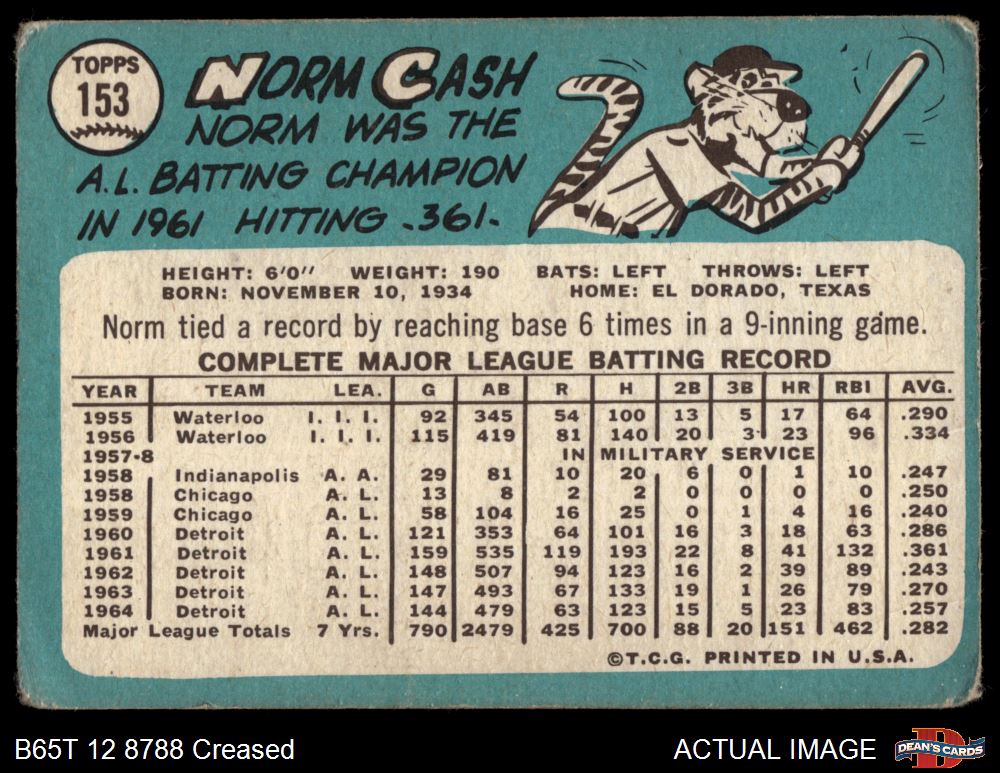 TOPPS
153
NORM CASH
NORM WAS THE
A.L. BATTING CHAMPION
IN 1961 HITTING .361.
HEIGHT: 6'0" WEIGHT: 190 BATS: LEFT THROWS: LEFT
BORN: NOVEMBER 10, 1934 HOME: EL DORADO, TEXAS
Norm tied a record by reaching base 6 times in a 9-inning game.
COMPLETE MAJOR LEAGUE BATTING RECORD
YEAR TEAM LEA. G AB R H 2B 3B HR RBI AVG.
1955 Waterloo I. I. I. 92 345 54 100 13 5 17 64 .290
1956 Waterloo I. I. I. 115 419 81 140 20 3 23 96 .334
1957-8 IN MILITARY SERVICE
1958 Indianapolis A. A. 29 81 10 20 6 0 1 10 .247
1958 Chicago A. L. 13 8 2 2 0 0 0 0 .250
1959 Chicago A. L. 58 104 16 25 0 1 4 16 .240
1960 Detroit A. L. 121 353 64 101 16 3 18 63 .286
1961 Detroit A. L. 159 535 119 193 22 8 41 132 .361
1962 Detroit A. L. 148 507 94 123 16 2 39 89 .243
1963 Detroit A. L. 147 493 67 133 19 1 26 79 .270
1964 Detroit A. L. 144 479 63 123 15 5 23 83 .257
Major League Totals 7 Yrs. 790 2479 425 700 88 20 151 462 .282
©T.C.G. PRINTED IN U.S.A.
B65T 12 8788 Creased ACTUAL IMAGE
D
DEAN'S CARDS